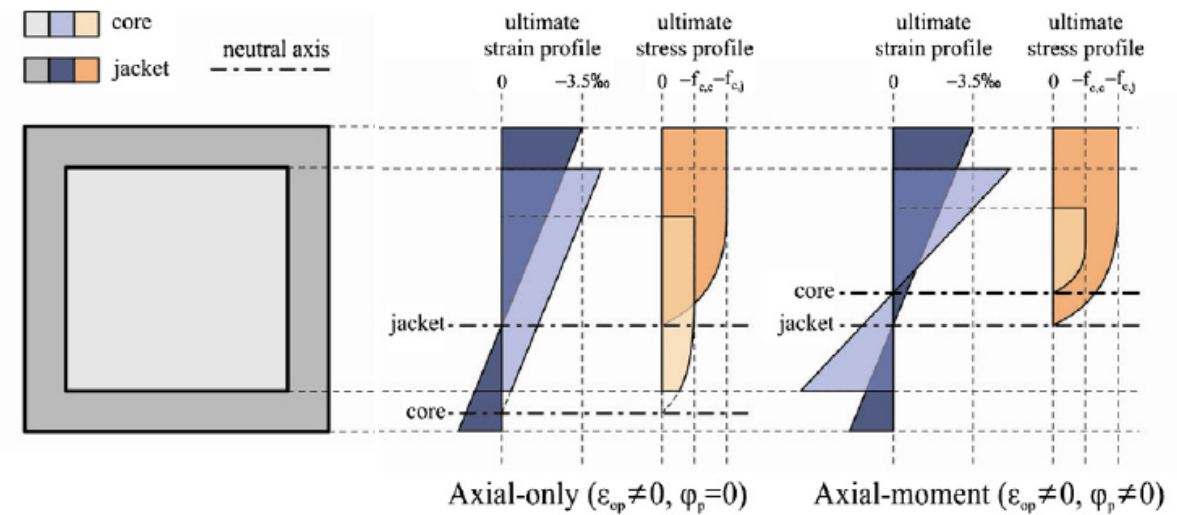 core
jacket
neutral axis
ultimate
strain profile
0 −3.5‰
ultimate
stress profile
0 −f_c,c −f_c,j
ultimate
strain profile
0 −3.5‰
ultimate
stress profile
0 −f_c,c −f_c,j
jacket
core
core
jacket
Axial-only (ε_op≠0, φ_p=0)
Axial-moment (ε_op≠0, φ_p≠0)